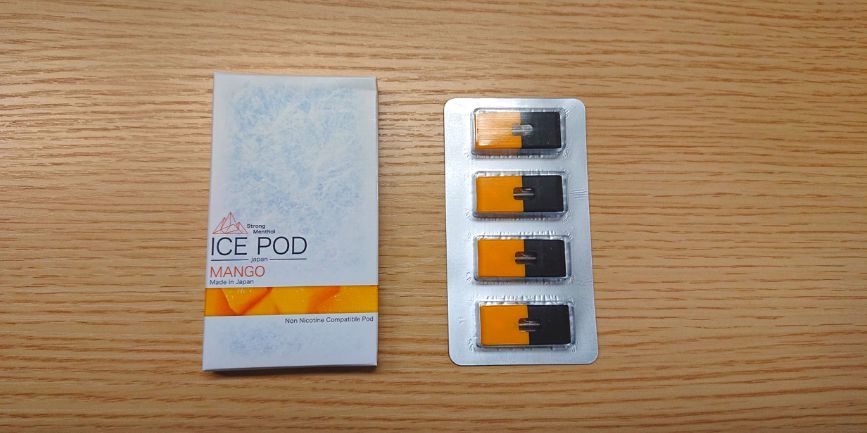 Strong
Menthol
ICE POD
Japan
MANGO
Made in Japan
Non Nicotine Compatible Pod